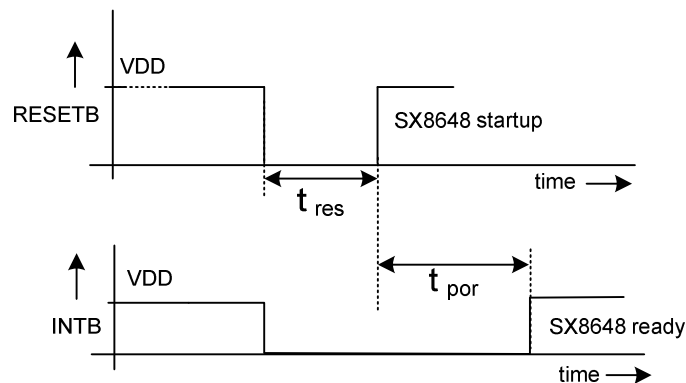 VDD
RESETB
SX8648 startup
time
t res
VDD
t por
INTB
SX8648 ready
time